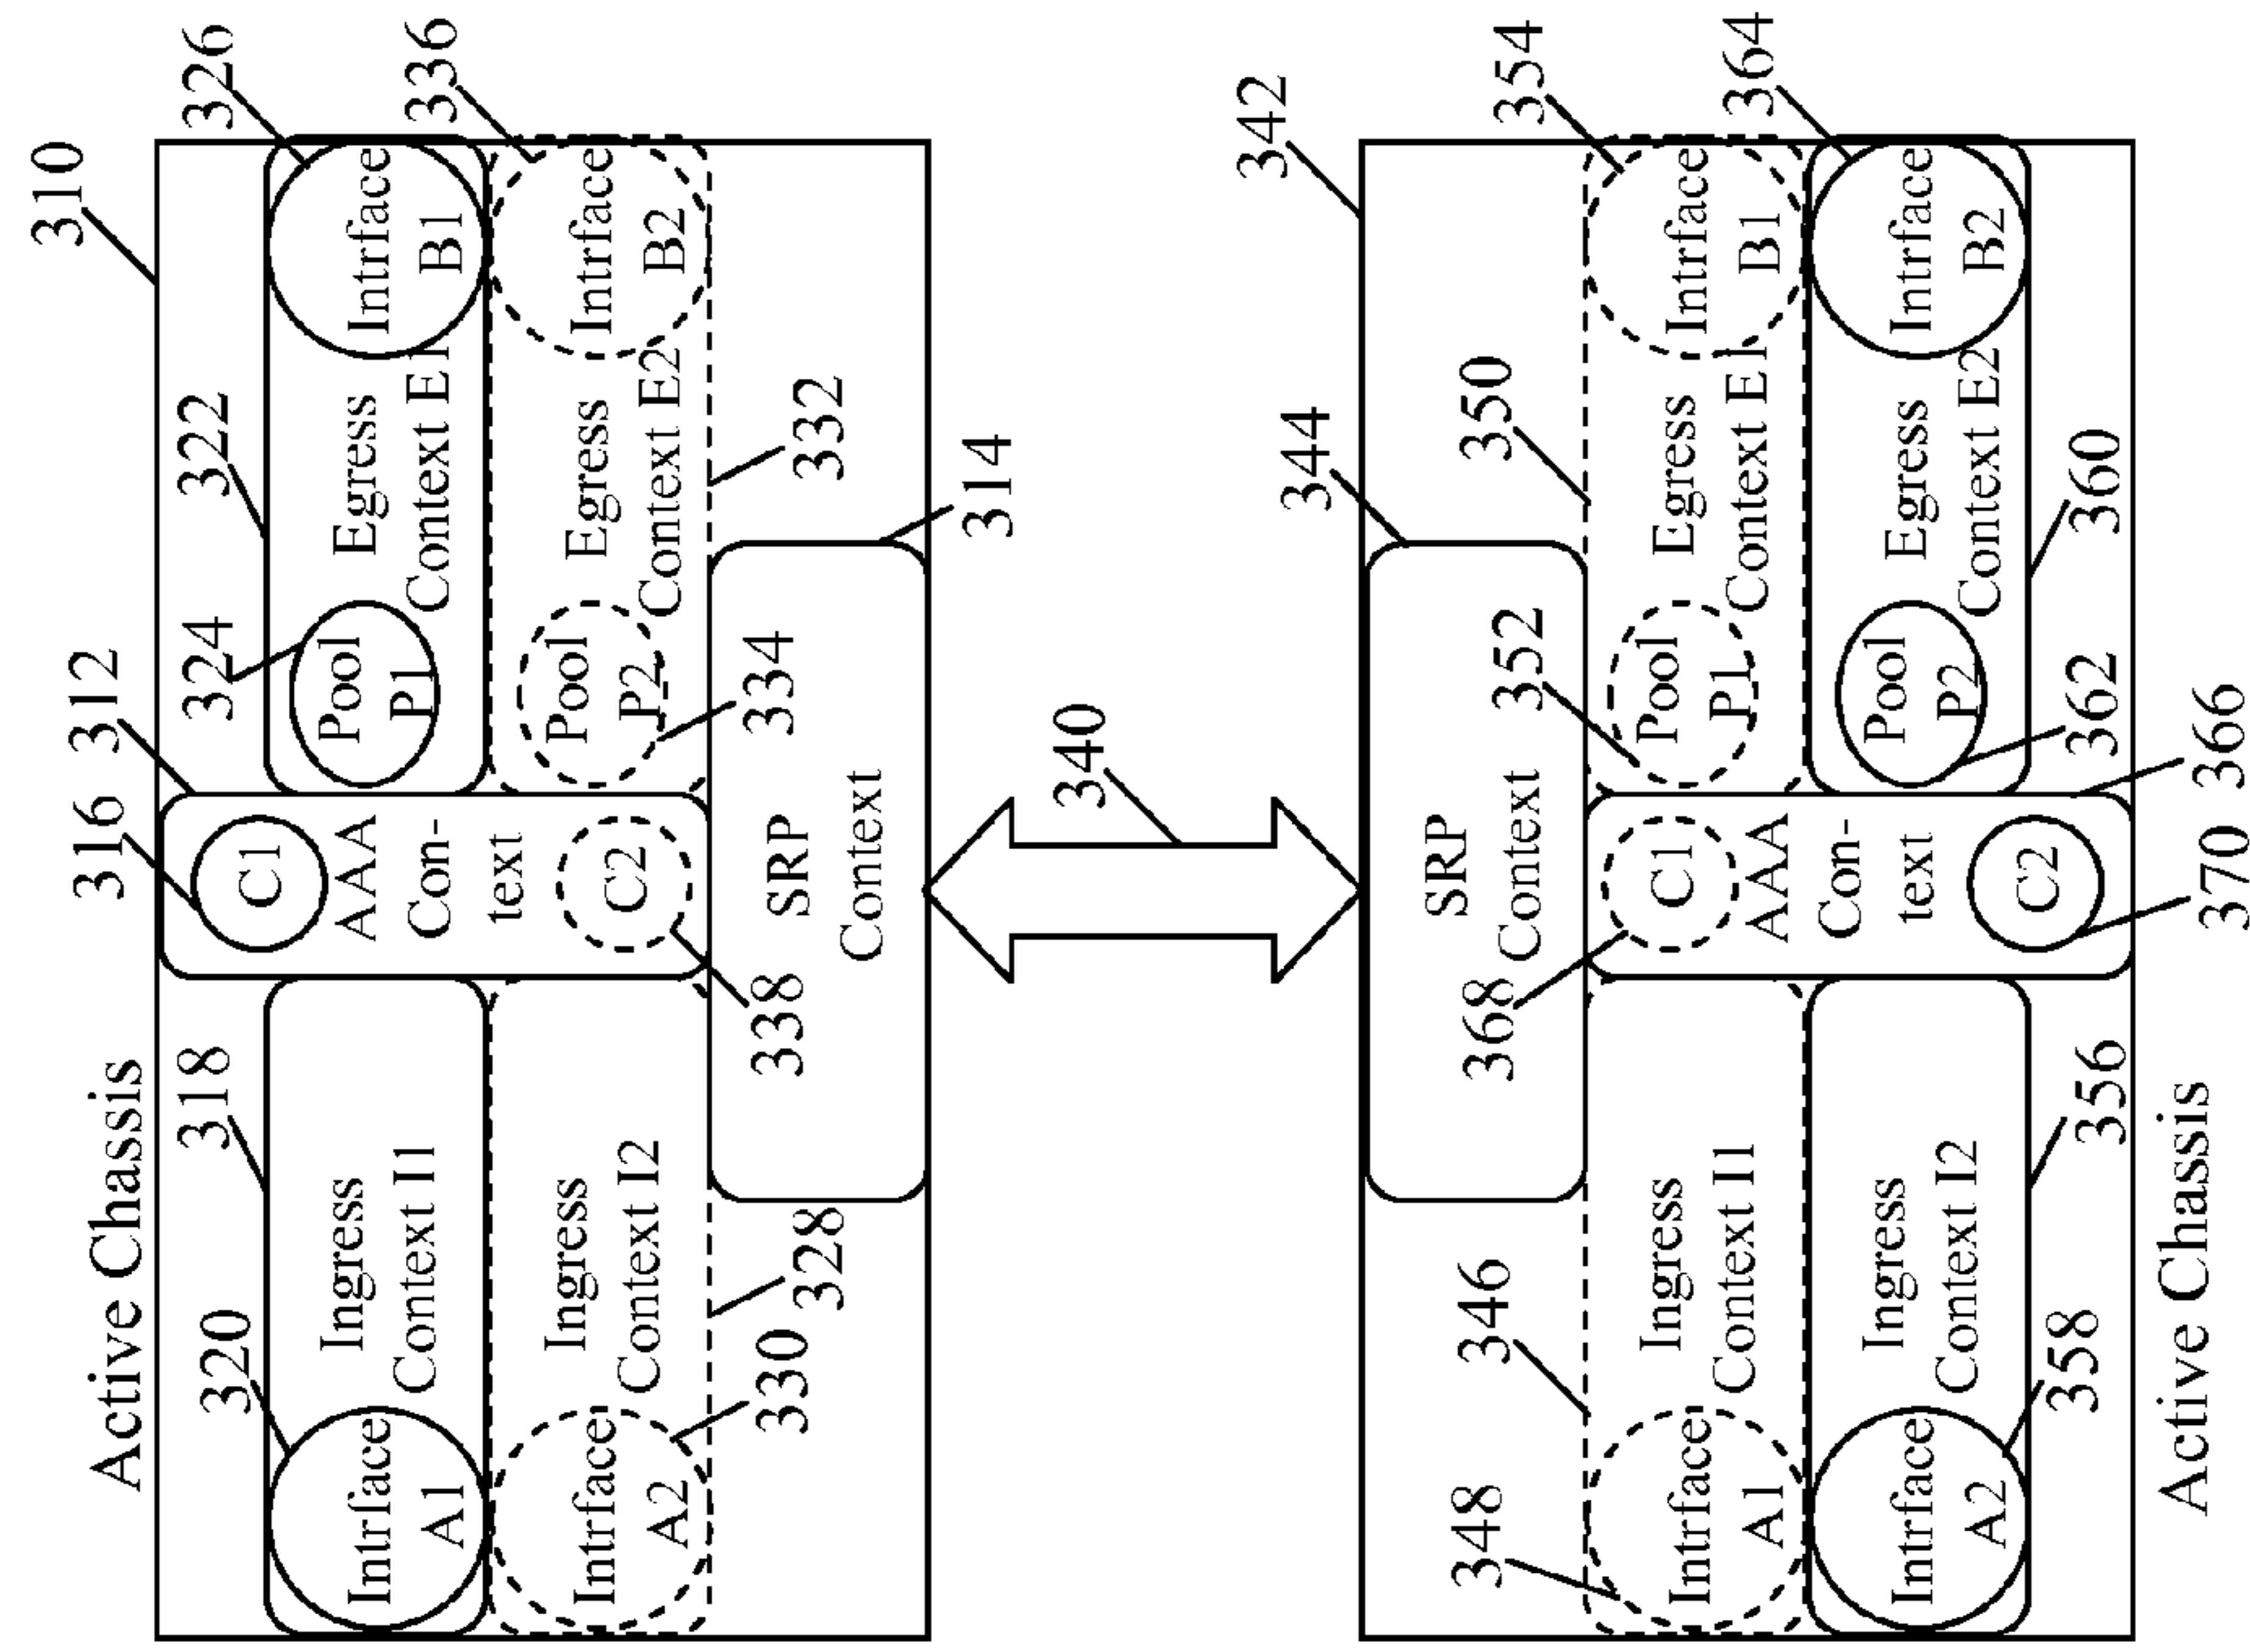 310
326
336
322
324
312
316
Active Chassis
318
320
Intrface
A1
Ingress
Context I1
C1
AAA
Con-
text
C2
Pool
P1
Egress
Context E1
Intrface
B1
Intrface
A2
Ingress
Context I2
Pool
P2
Egress
Context E2
Intrface
B2
SRP
Context
330
328
338
334
332
314
340
342
344
354
364
350
352
368
346
348
SRP
Context
Intrface
A1
Ingress
Context I1
C1
AAA
Con-
text
C2
Pool
P1
Egress
Context E1
Intrface
B1
Intrface
A2
Ingress
Context I2
Pool
P2
Egress
Context E2
Intrface
B2
358
356
370
366
362
360
Active Chassis